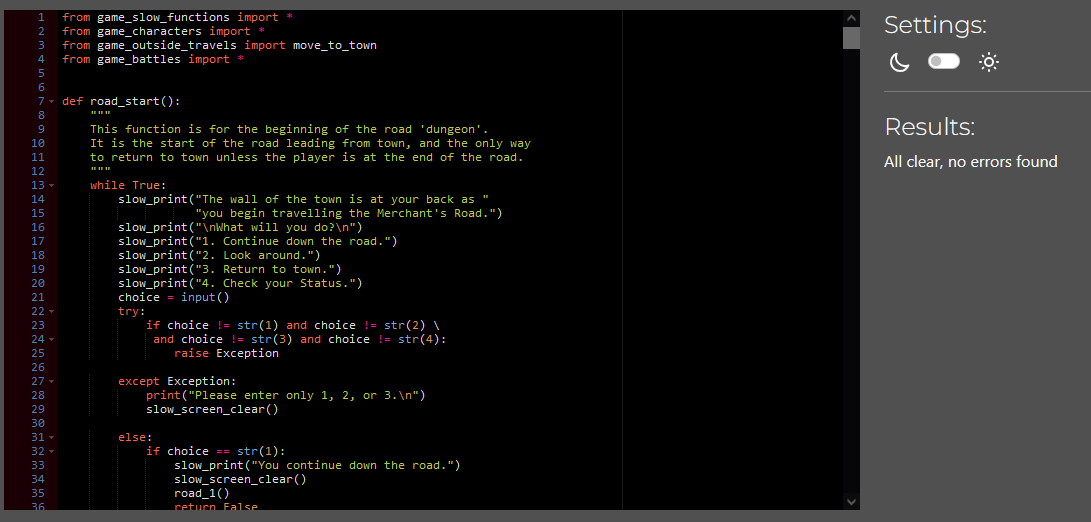 1 from game_slow_functions import *
2 from game_characters import *
3 from game_outside_travels import move_to_town
4 from game_battles import *
5
6
7 def road_start():
8     """
9     This function is for the beginning of the road 'dungeon'.
10     It is the start of the road leading from town, and the only way
11     to return to town unless the player is at the end of the road.
12     """
13     while True:
14         slow_print("The wall of the town is at your back as "
15                    "you begin travelling the Merchant's Road.")
16         slow_print("\nWhat will you do?\n")
17         slow_print("1. Continue down the road.")
18         slow_print("2. Look around.")
19         slow_print("3. Return to town.")
20         slow_print("4. Check your Status.")
21         choice = input()
22         try:
23             if choice != str(1) and choice != str(2) \
24              and choice != str(3) and choice != str(4):
25                 raise Exception
26
27         except Exception:
28             print("Please enter only 1, 2, or 3.\n")
29             slow_screen_clear()
30
31         else:
32             if choice == str(1):
33                 slow_print("You continue down the road.")
34                 slow_screen_clear()
35                 road_1()
36                 return False
Settings:
Results:
All clear, no errors found